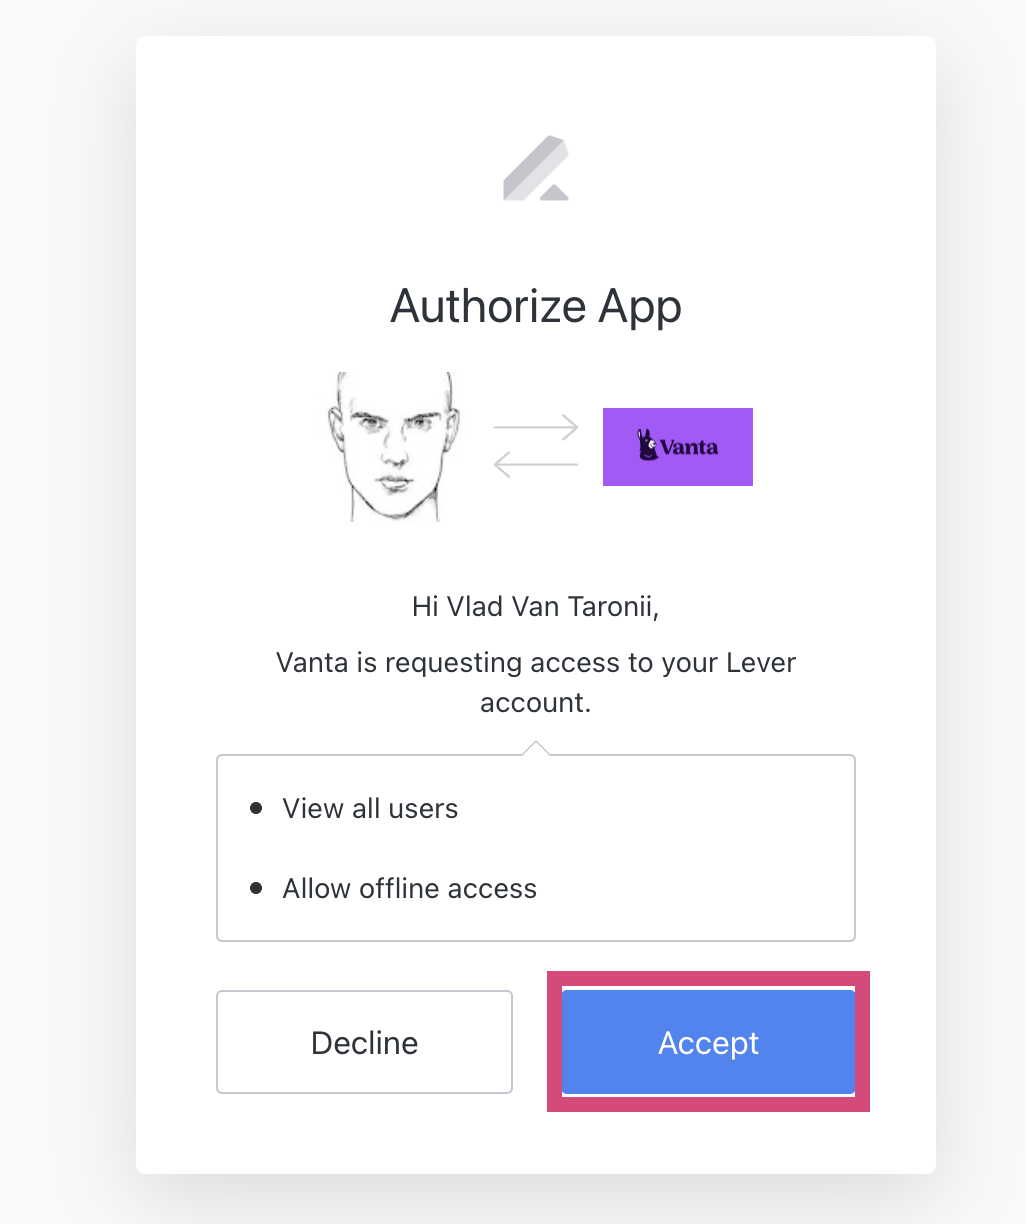 Authorize App
Vanta
Hi Vlad Van Taronii,
Vanta is requesting access to your Lever
account.
View all users
Allow offline access
Decline
Accept